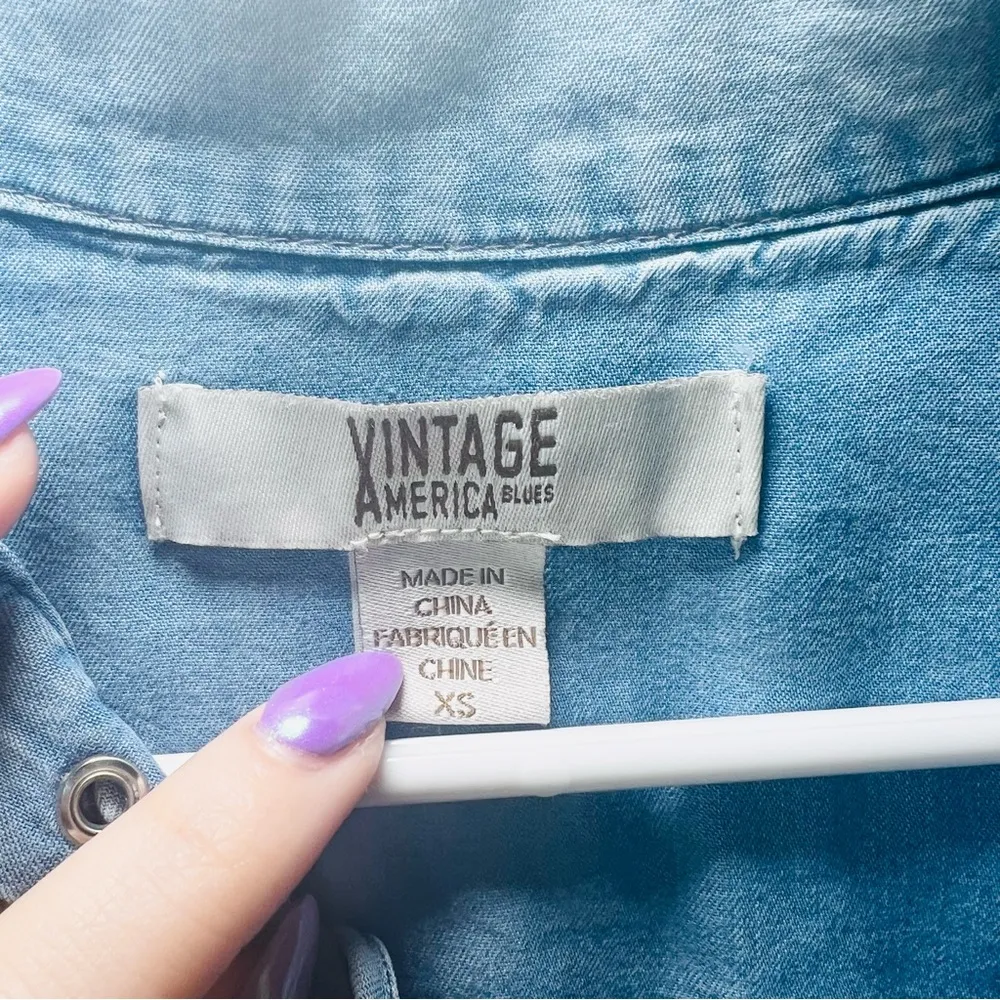 VINTAGE
AMERICA BLUES
MADE IN
CHINA
FABRIQUÉ EN
CHINE
XS